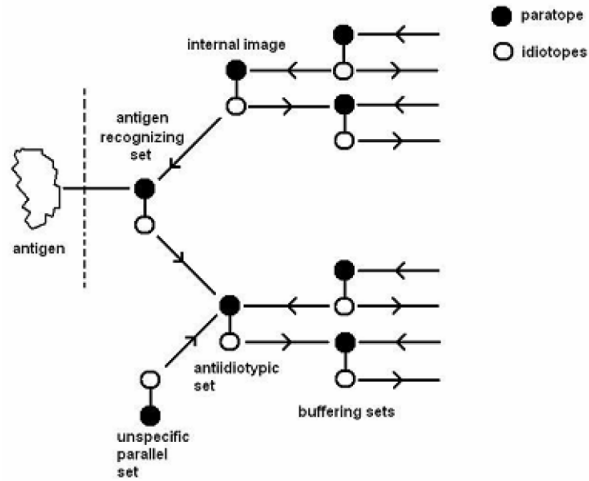 paratope
idiotopes
internal image
antigen
recognizing
set
antigen
antiidiotypic
set
buffering sets
unspecific
parallel
set